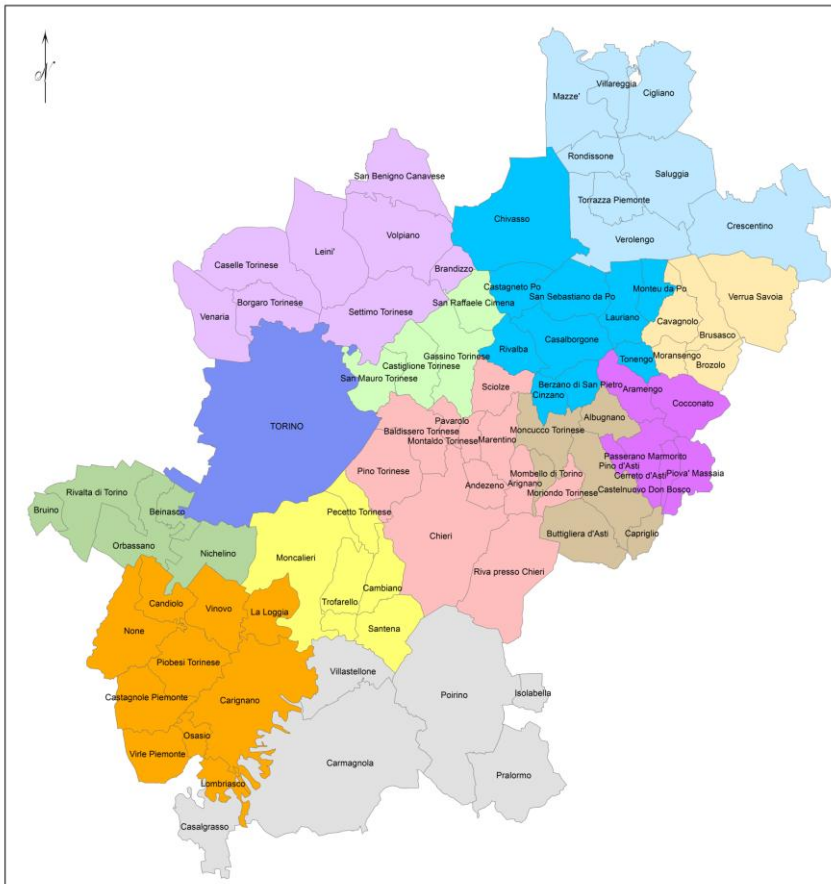 N
Villareggia
Cigliano
Mazze'
Rondissone
Saluggia
San Benigno Canavese
Torrazza Piemonte
Chivasso
Crescentino
Volpiano
Verolengo
Leini'
Caselle Torinese
Brandizzo
Castagneto Po
Monteu da Po
Verrua Savoia
San Sebastiano da Po
Borgaro Torinese
San Raffaele Cimena
Settimo Torinese
Lauriano
Venaria
Cavagnolo
Brusasco
Casalborgone
Rivalba
Gassino Torinese
Moransengo
Brozolo
Tonengo
Castiglione Torinese
San Mauro Torinese
Sciolze
Berzano di San Pietro
Aramengo
Cinzano
Cocconato
Albugnano
Pavarolo
TORINO
Baldissero Torinese
Moncucco Torinese
Montaldo Torinese
Marentino
Passerano Marmorito
Pino d'Asti
Pino Torinese
Mombello di Torino
Cerreto d'Asti
Piova' Massaia
Andezeno
Arignano
Castelnuovo Don Bosco
Moriondo Torinese
Rivalta di Torino
Bruino
Beinasco
Pecetto Torinese
Buttigliera d'Asti
Capriglio
Chieri
Orbassano
Nichelino
Moncalieri
Riva presso Chieri
Cambiano
Candiolo
Trofarello
Vinovo
La Loggia
None
Santena
Piobesi Torinese
Villastellone
Poirino
Isolabella
Castagnole Piemonte
Carignano
Osasio
Virle Piemonte
Carmagnola
Pralormo
Lombriasco
Casalgrasso